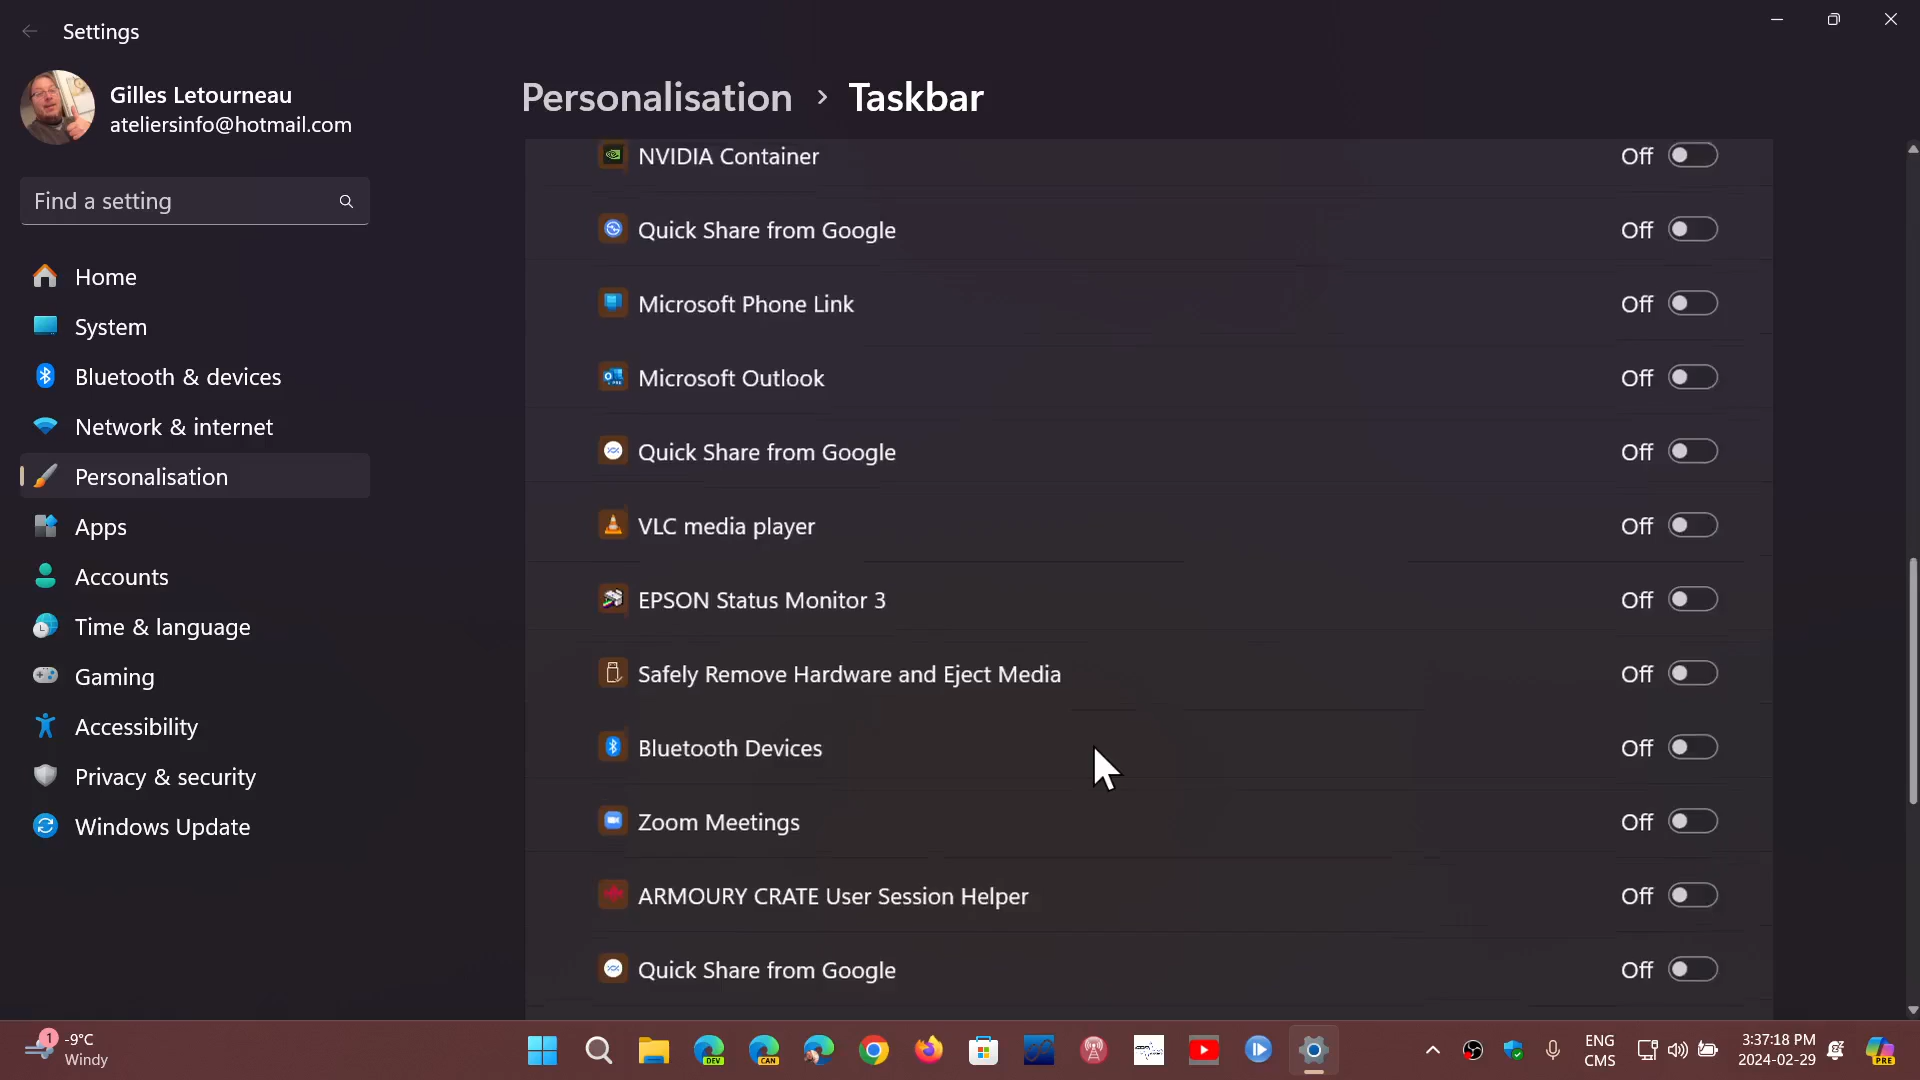 Settings
Gilles Letourneau
ateliersinfo@hotmail.com
Find a setting
Home
System
Bluetooth & devices
Network & internet
Personalisation
Apps
Accounts
Time & language
Gaming
Accessibility
Privacy & security
Windows Update
Personalisation > Taskbar
NVIDIA Container Off
Quick Share from Google Off
Microsoft Phone Link Off
Microsoft Outlook Off
Quick Share from Google Off
VLC media player Off
EPSON Status Monitor 3 Off
Safely Remove Hardware and Eject Media Off
Bluetooth Devices Off
Zoom Meetings Off
ARMOURY CRATE User Session Helper Off
Quick Share from Google Off
1
-9°C
Windy
DEV
CAN
ENG
CMS
3:37:18 PM
2024-02-29
PRE